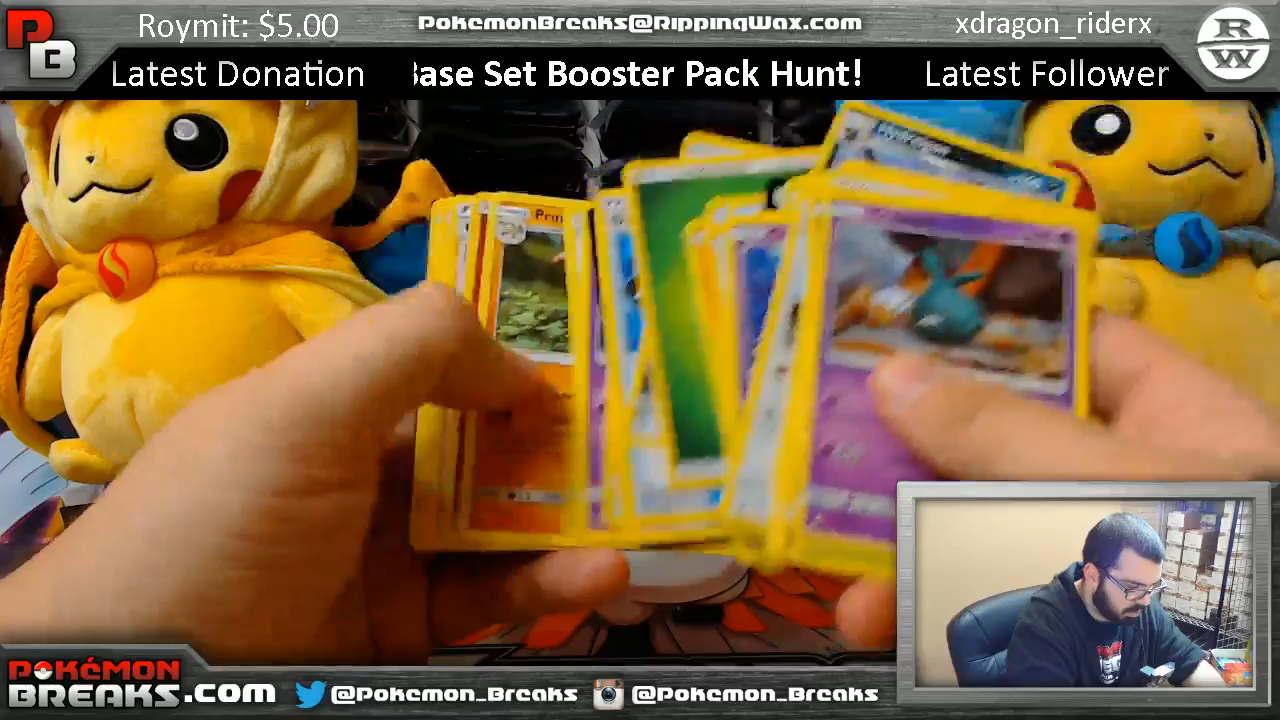 PB
Roymit: $5.00
PokemonBreaks@RippingWax.com
xdragon_riderx
RW
Latest Donation
Base Set Booster Pack Hunt!
Latest Follower
POKÉMON
BREAKS.com
@Pokemon_Breaks
@Pokemon_Breaks